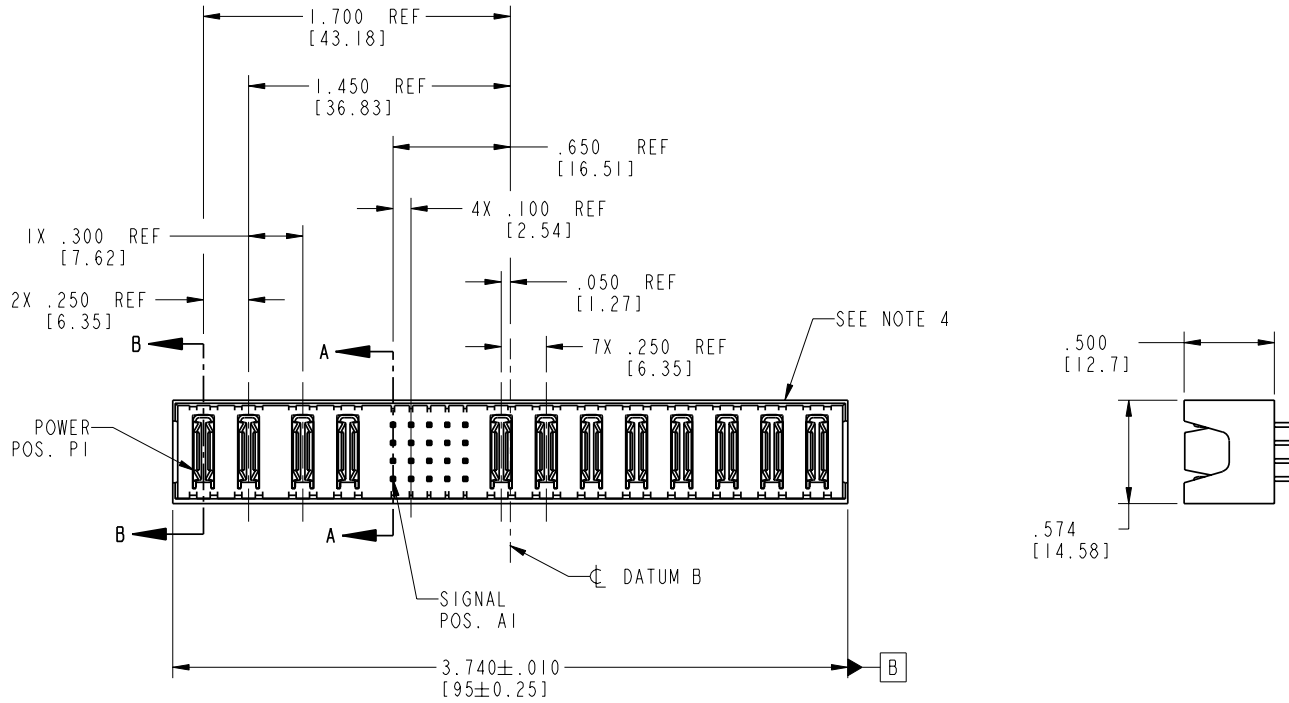 1.700 REF
[43.18]
1.450 REF
[36.83]
.650 REF
[16.51]
4X .100 REF
[2.54]
1X .300 REF
[7.62]
.050 REF
[1.27]
2X .250 REF
[6.35]
SEE NOTE 4
B
A
7X .250 REF
[6.35]
.500
[12.7]
POWER
POS. P1
B
A
.574
[14.58]
℄ DATUM B
SIGNAL
POS. A1
3.740±.010
[95±0.25]
B